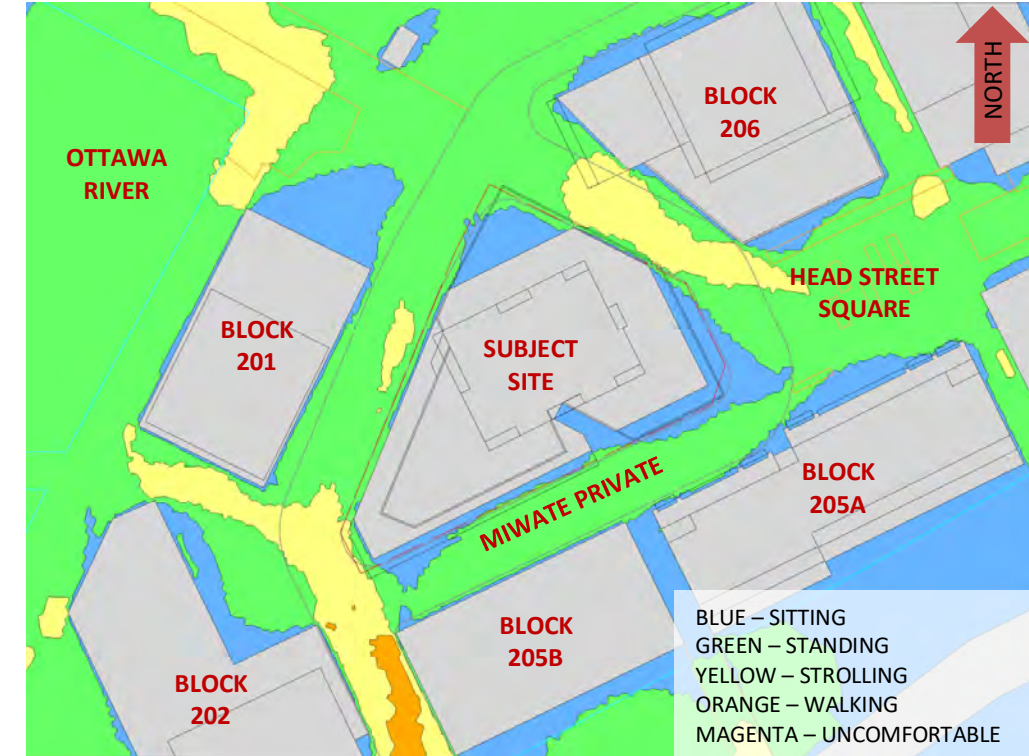 NORTH
BLOCK
206
OTTAWA
RIVER
HEAD STREET
SQUARE
BLOCK
201
SUBJECT
SITE
BLOCK
205A
MIWATE PRIVATE
BLOCK
205B
BLOCK
202
BLUE – SITTING
GREEN – STANDING
YELLOW – STROLLING
ORANGE – WALKING
MAGENTA – UNCOMFORTABLE